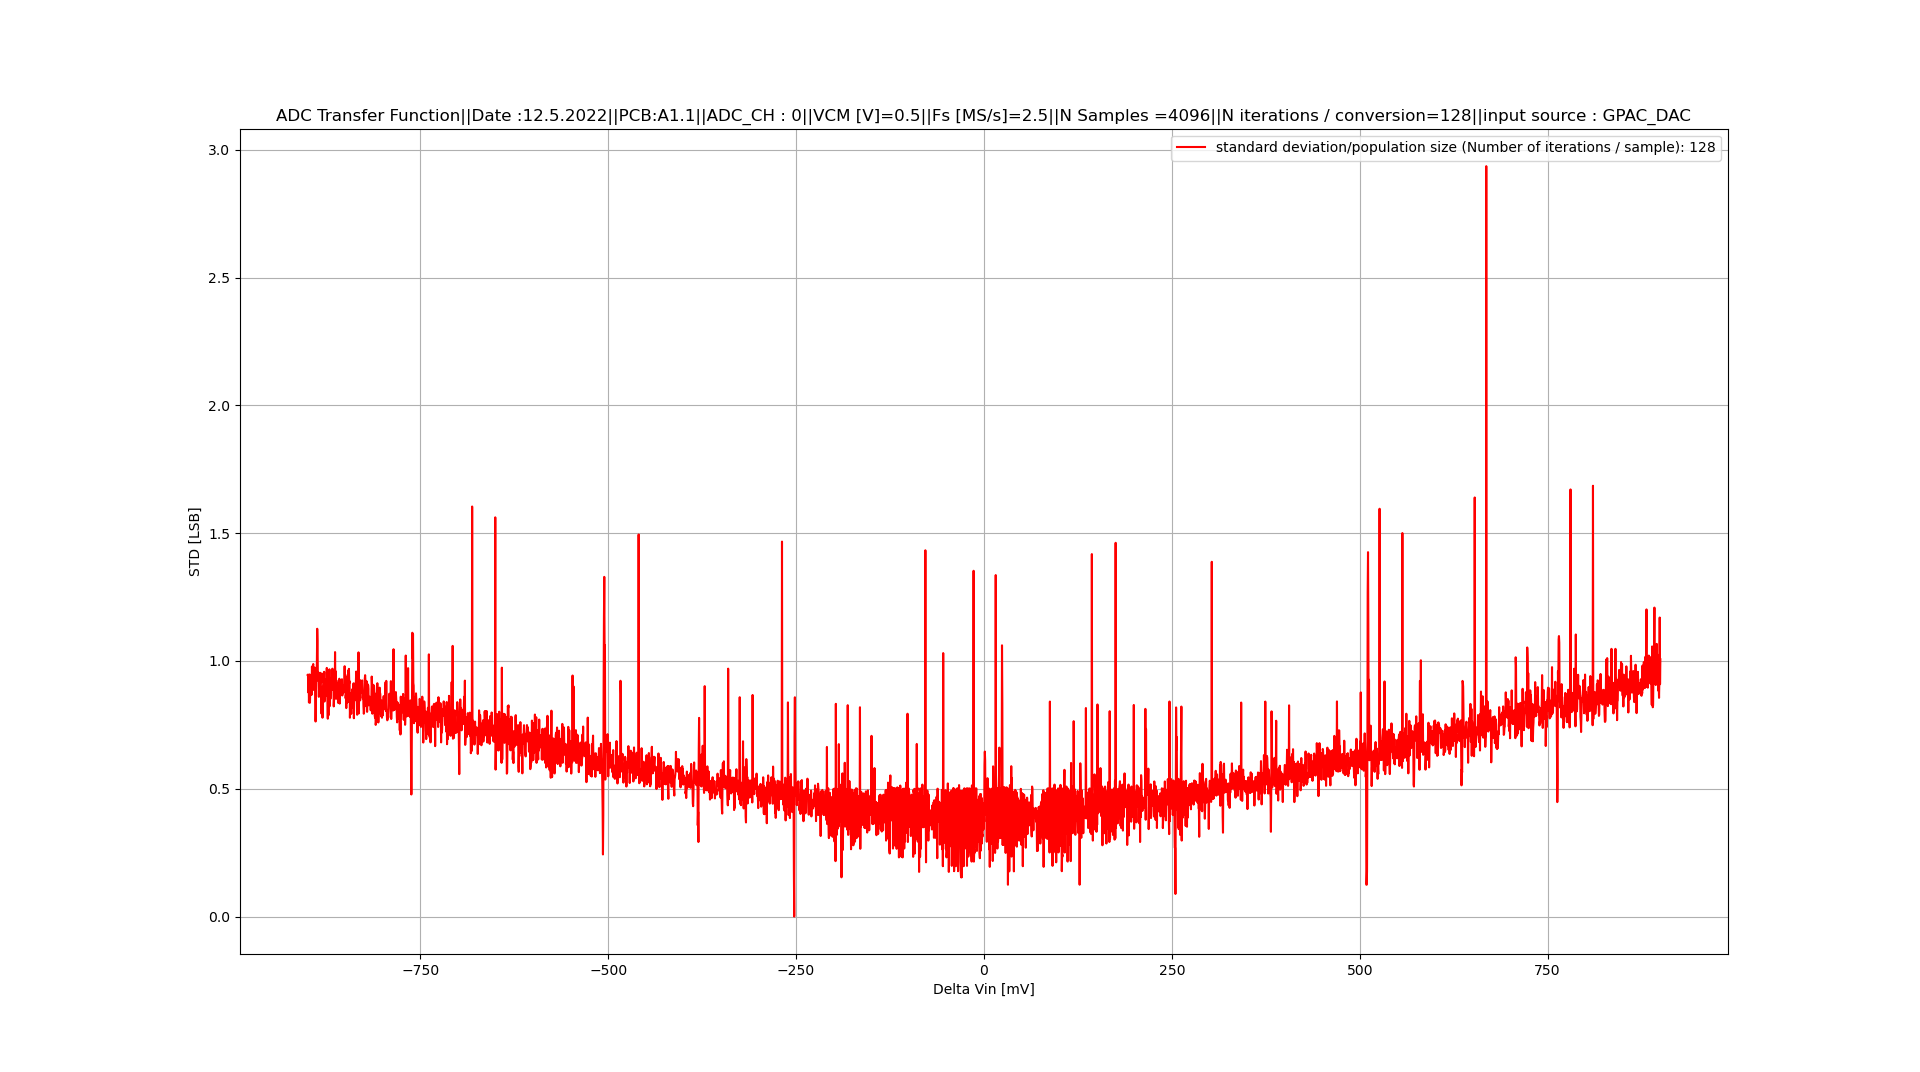 ADC Transfer Function||Date :12.5.2022||PCB:A1.1||ADC_CH : 0||VCM [V]=0.5||Fs [MS/s]=2.5||N Samples =4096||N iterations / conversion=128||input source : GPAC_DAC
standard deviation/population size (Number of iterations / sample): 128
3.0
2.5
2.0
1.5
1.0
0.5
0.0
STD [LSB]
−750 −500 −250 0 250 500 750
Delta Vin [mV]